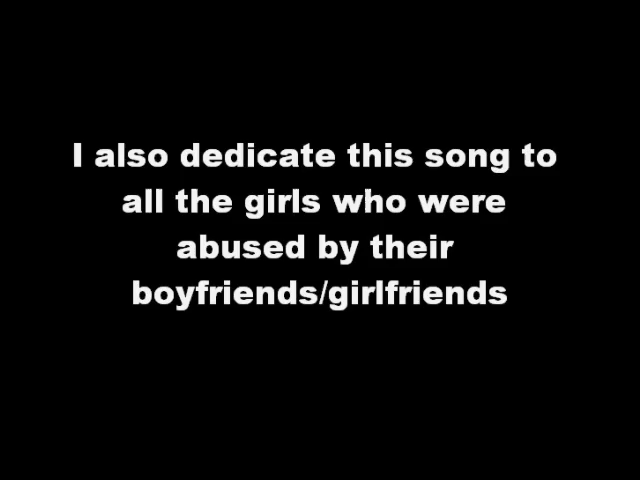 I also dedicate this song to
all the girls who were
abused by their
boyfriends/girlfriends